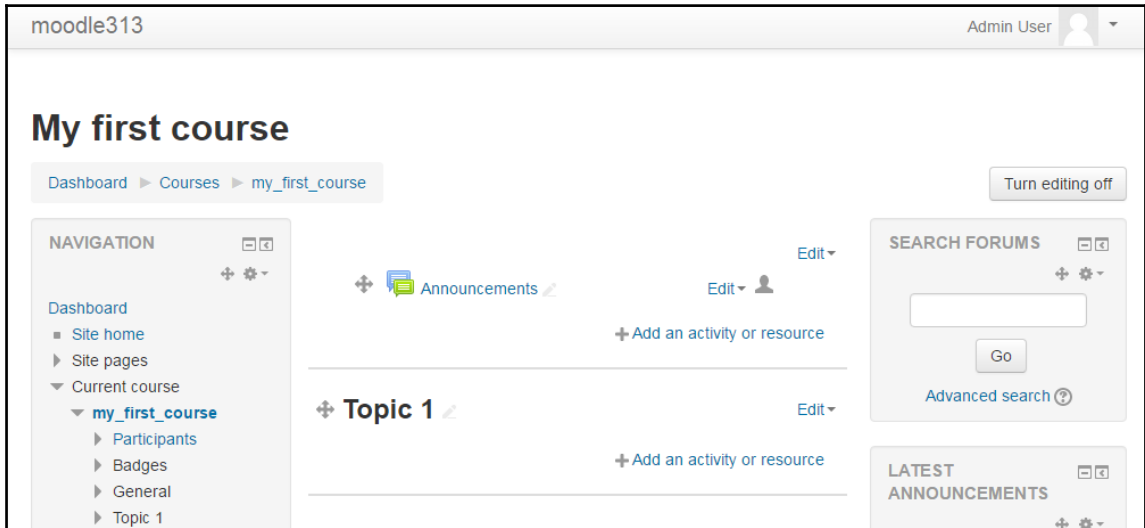 moodle313
Admin User
My first course
Dashboard Courses my_first_course
Turn editing off
NAVIGATION
Dashboard
Site home
Site pages
Current course
my_first_course
Participants
Badges
General
Topic 1
Edit
Announcements Edit
Add an activity or resource
Topic 1 Edit
Add an activity or resource
SEARCH FORUMS
Go
Advanced search
LATEST
ANNOUNCEMENTS